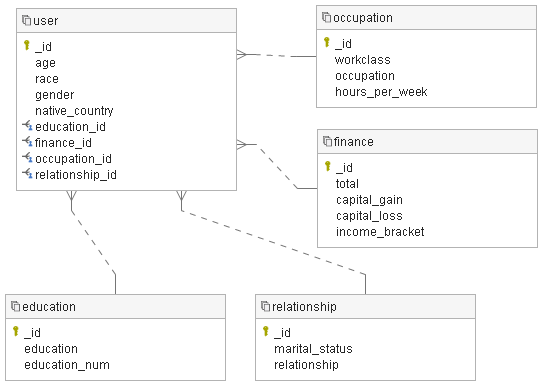 user
_id
age
race
gender
native_country
education_id
finance_id
occupation_id
relationship_id
occupation
_id
workclass
occupation
hours_per_week
finance
_id
total
capital_gain
capital_loss
income_bracket
education
_id
education
education_num
relationship
_id
marital_status
relationship